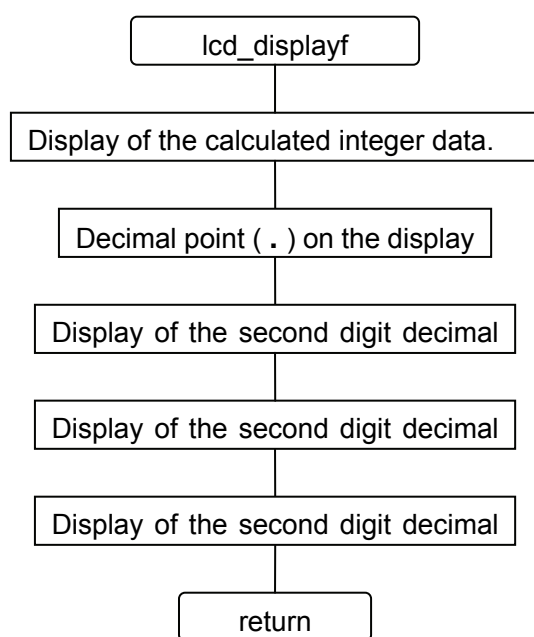 lcd_displayf
Display of the calculated integer data.
Decimal point ( . ) on the display
Display of the second digit decimal
Display of the second digit decimal
Display of the second digit decimal
return